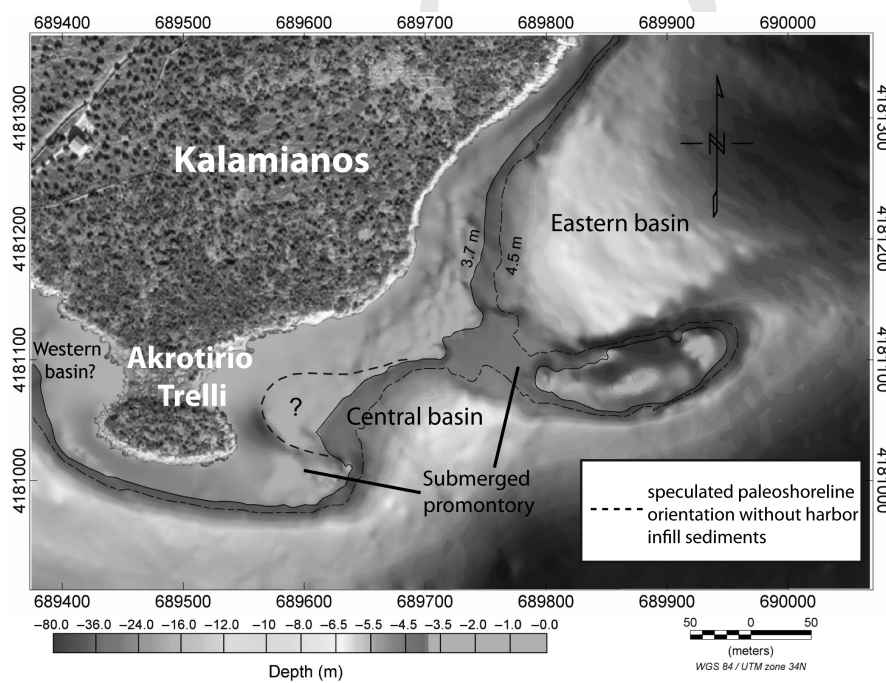 689400 689500 689600 689700 689800 689900 690000
4181300
4181200
4181100
4181000
4181300
4181200
4181100
4181000
Kalamianos
N
Eastern basin
3.7 m
4.5 m
Western
basin?
Akrotirio
Trelli
?
Central basin
Submerged
promontory
speculated paleoshoreline
orientation without harbor
infill sediments
689400 689500 689600 689700 689800 689900 690000
−80.0 −36.0 −24.0 −12.0 −10 −8.0 −6.5 −5.5 −4.5 −3.5 −2.0 −1.0 −0.0
Depth (m)
50 0 50
(meters)
WGS 84 / UTM zone 34N